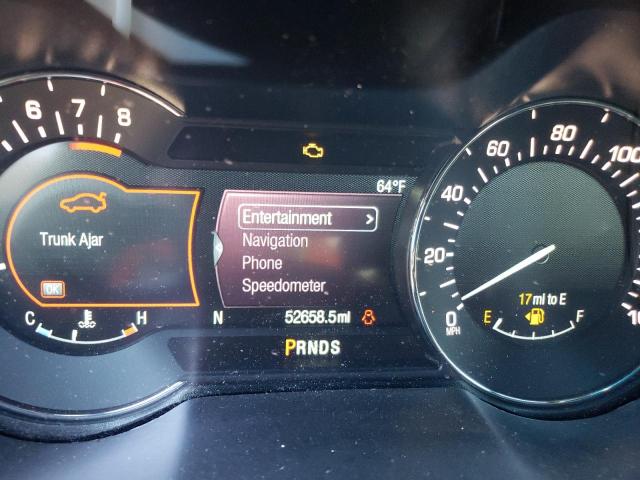 6 7 8
Trunk Ajar
OK
C H
64°F
Entertainment >
Navigation
Phone
Speedometer
N 52658.5mi
PRNDS
0 20 40 60 80 100
MPH
17 mi to E
E F